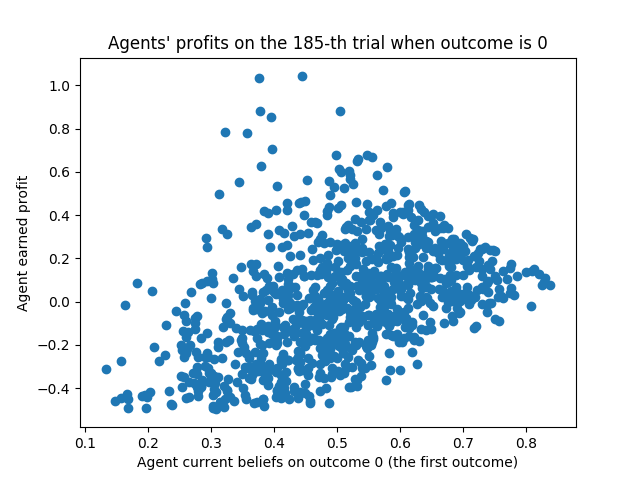 Agents' profits on the 185-th trial when outcome is 0
Agent earned profit
1.0
0.8
0.6
0.4
0.2
0.0
−0.2
−0.4
0.1 0.2 0.3 0.4 0.5 0.6 0.7 0.8
Agent current beliefs on outcome 0 (the first outcome)